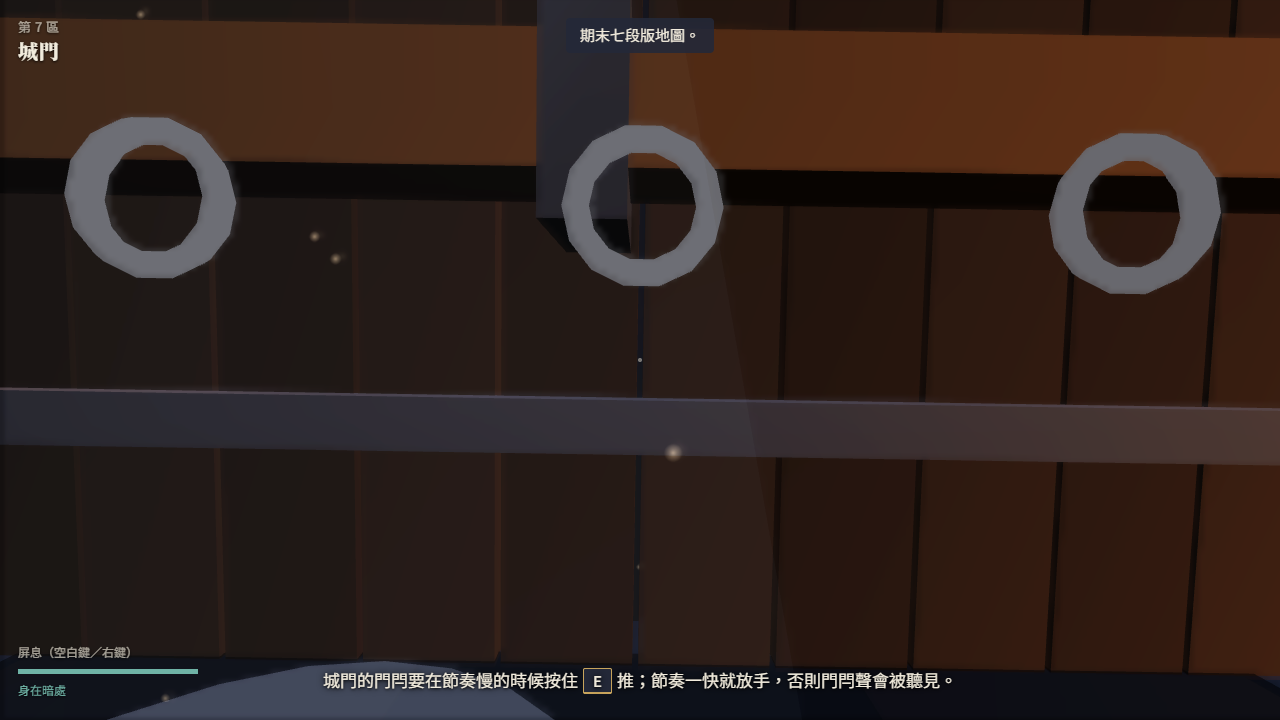 第 7 區
城門
期末七段版地圖。
屏息（空白鍵／右鍵）
身在暗處
城門的門閂要在節奏慢的時候按住 E 推；節奏一快就放手，否則門閂聲會被聽見。